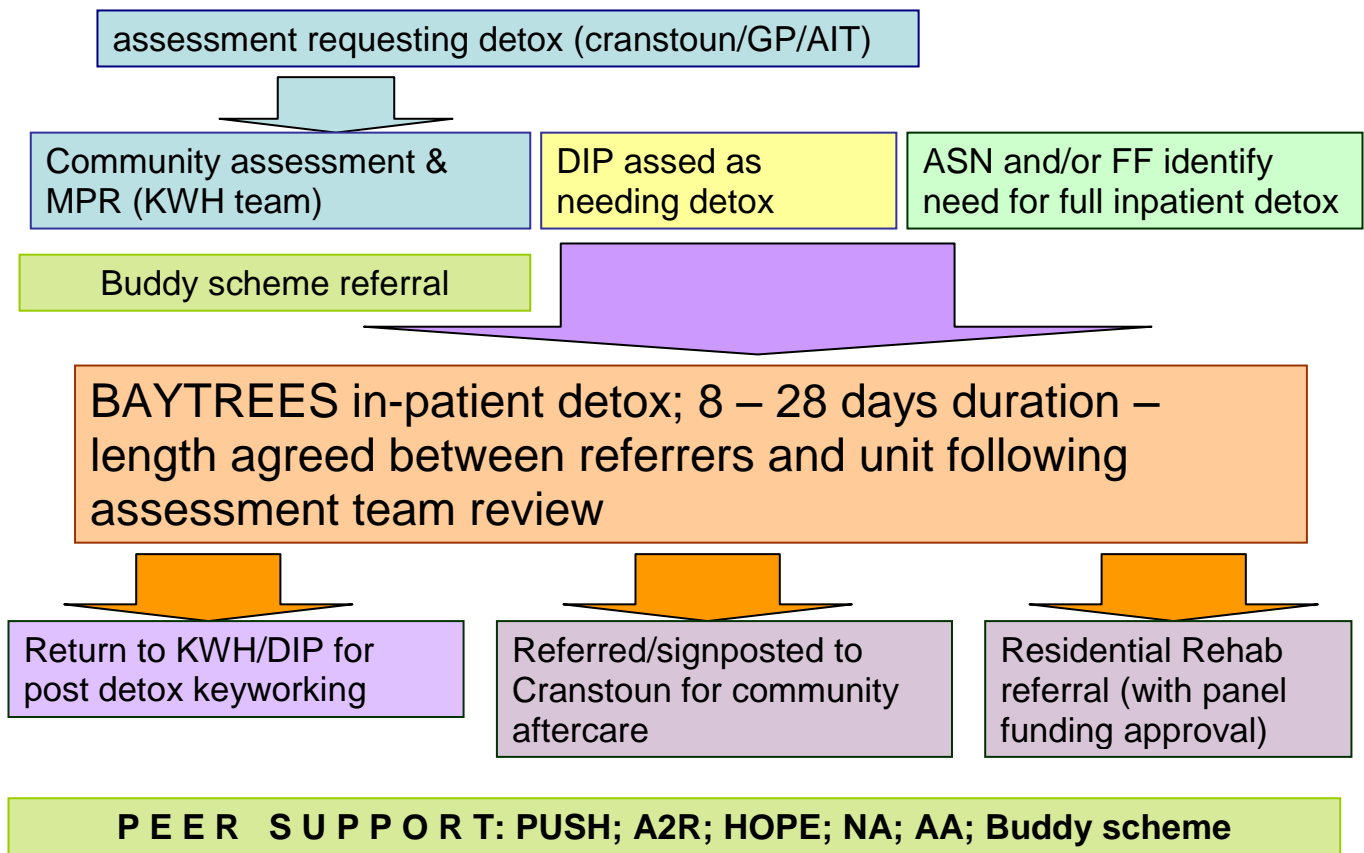 assessment requesting detox (cranstoun/GP/AIT)
Community assessment &
MPR (KWH team)
DIP assed as
needing detox
ASN and/or FF identify
need for full inpatient detox
Buddy scheme referral
BAYTREES in-patient detox; 8 – 28 days duration –
length agreed between referrers and unit following
assessment team review
Return to KWH/DIP for
post detox keyworking
Referred/signposted to
Cranstoun for community
aftercare
Residential Rehab
referral (with panel
funding approval)
P E E R S U P P O R T: PUSH; A2R; HOPE; NA; AA; Buddy scheme